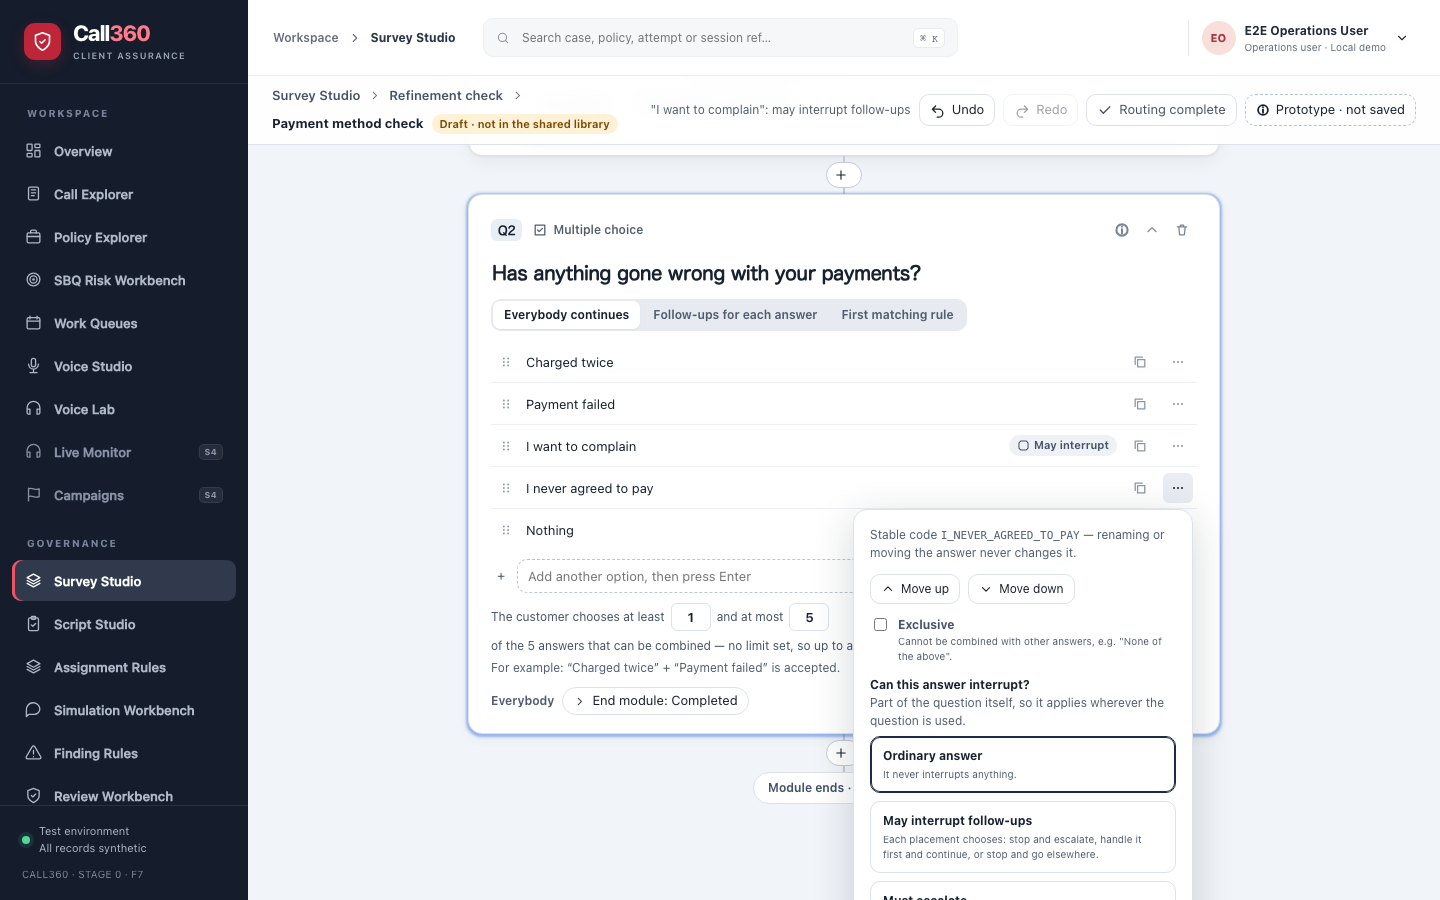 Call360
CLIENT ASSURANCE
WORKSPACE
Overview
Call Explorer
Policy Explorer
SBQ Risk Workbench
Work Queues
Voice Studio
Voice Lab
Live Monitor S4
Campaigns S4
GOVERNANCE
Survey Studio
Script Studio
Assignment Rules
Simulation Workbench
Finding Rules
Review Workbench
Test environment
All records synthetic
CALL360 · STAGE 0 · F7
Workspace > Survey Studio
Search case, policy, attempt or session ref...
⌘ K
EO
E2E Operations User
Operations user · Local demo
Survey Studio > Refinement check >
Payment method check Draft · not in the shared library
"I want to complain": may interrupt follow-ups
Undo
Redo
Routing complete
Prototype · not saved
Q2 Multiple choice
Has anything gone wrong with your payments?
Everybody continues Follow-ups for each answer First matching rule
Charged twice
Payment failed
I want to complain May interrupt
I never agreed to pay
Nothing
Add another option, then press Enter
The customer chooses at least 1 and at most 5
of the 5 answers that can be combined — no limit set, so up to a
For example: “Charged twice” + “Payment failed” is accepted.
Everybody > End module: Completed
Module ends ·
Stable code I_NEVER_AGREED_TO_PAY — renaming or
moving the answer never changes it.
Move up Move down
Exclusive
Cannot be combined with other answers, e.g. "None of
the above".
Can this answer interrupt?
Part of the question itself, so it applies wherever the
question is used.
Ordinary answer
It never interrupts anything.
May interrupt follow-ups
Each placement chooses: stop and escalate, handle it
first and continue, or stop and go elsewhere.
Must escalate